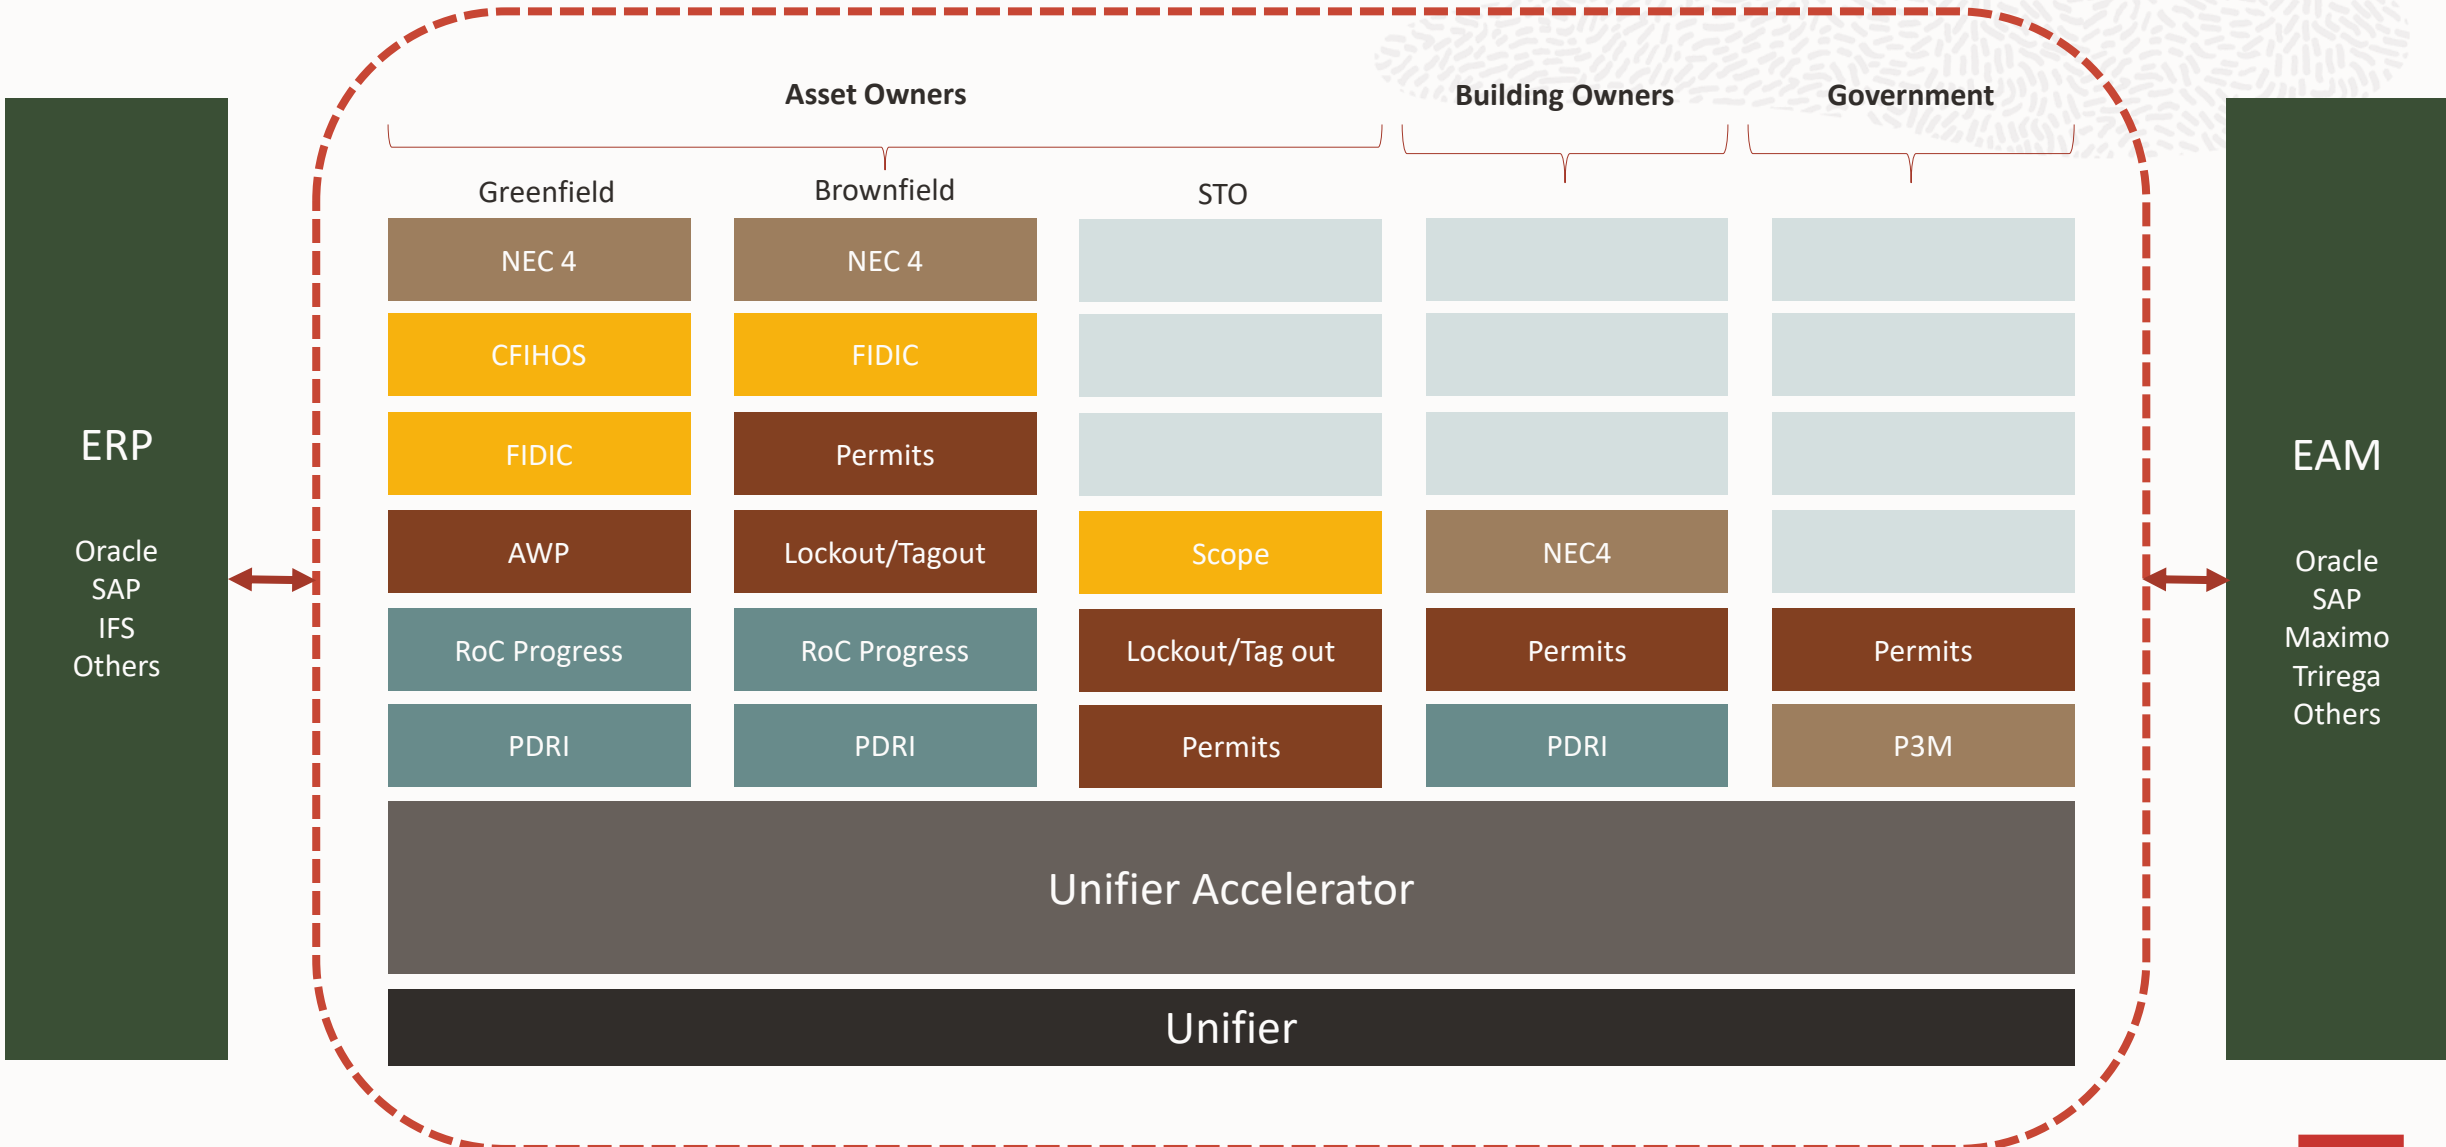 Asset Owners
Building Owners
Government
Greenfield
Brownfield
STO
NEC 4
NEC 4
CFIHOS
FIDIC
FIDIC
Permits
AWP
Lockout/Tagout
Scope
NEC4
RoC Progress
RoC Progress
Lockout/Tag out
Permits
Permits
PDRI
PDRI
Permits
PDRI
P3M
Unifier Accelerator
Unifier
ERP
Oracle
SAP
IFS
Others
EAM
Oracle
SAP
Maximo
Trirega
Others